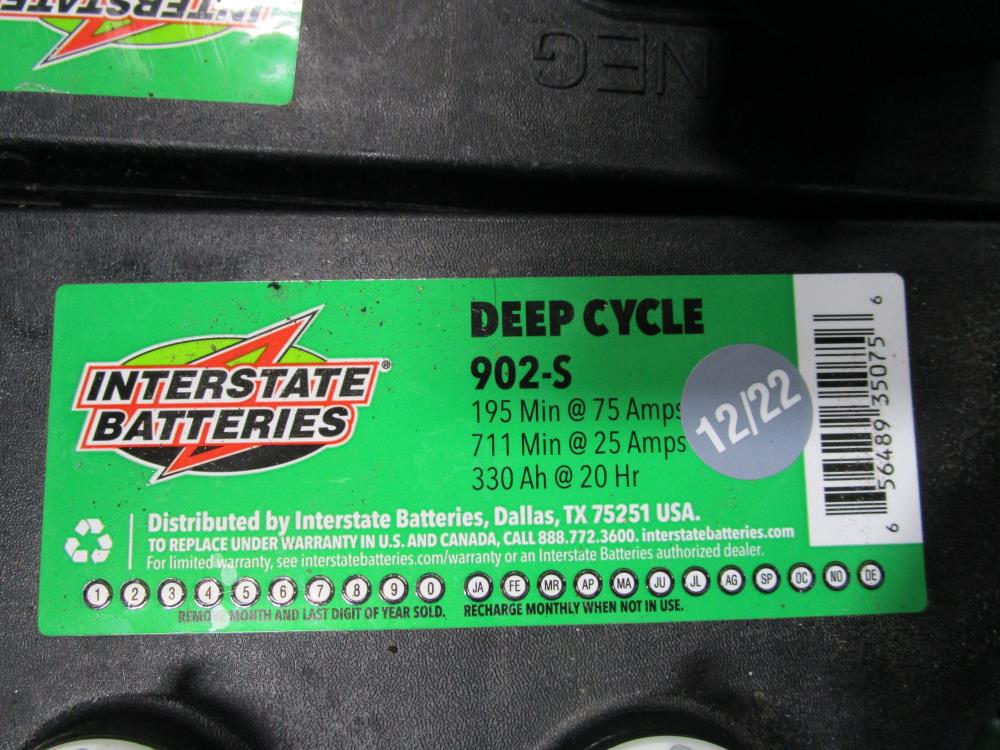 INTERSTATE
NEG
INTERSTATE®
BATTERIES
DEEP CYCLE
902-S
195 Min @ 75 Amps
711 Min @ 25 Amps
330 Ah @ 20 Hr
12/22
6 56489 35075 6
Distributed by Interstate Batteries, Dallas, TX 75251 USA.
TO REPLACE UNDER WARRANTY IN U.S. AND CANADA, CALL 888.772.3600. interstatebatteries.com
For limited warranty, see interstatebatteries.com/warranty or an Interstate Batteries authorized dealer.
1 2 3 4 5 6 7 8 9 0 JA FE MR AP MA JU JL AG SP OC NO DE
REMOVE MONTH AND LAST DIGIT OF YEAR SOLD. RECHARGE MONTHLY WHEN NOT IN USE.